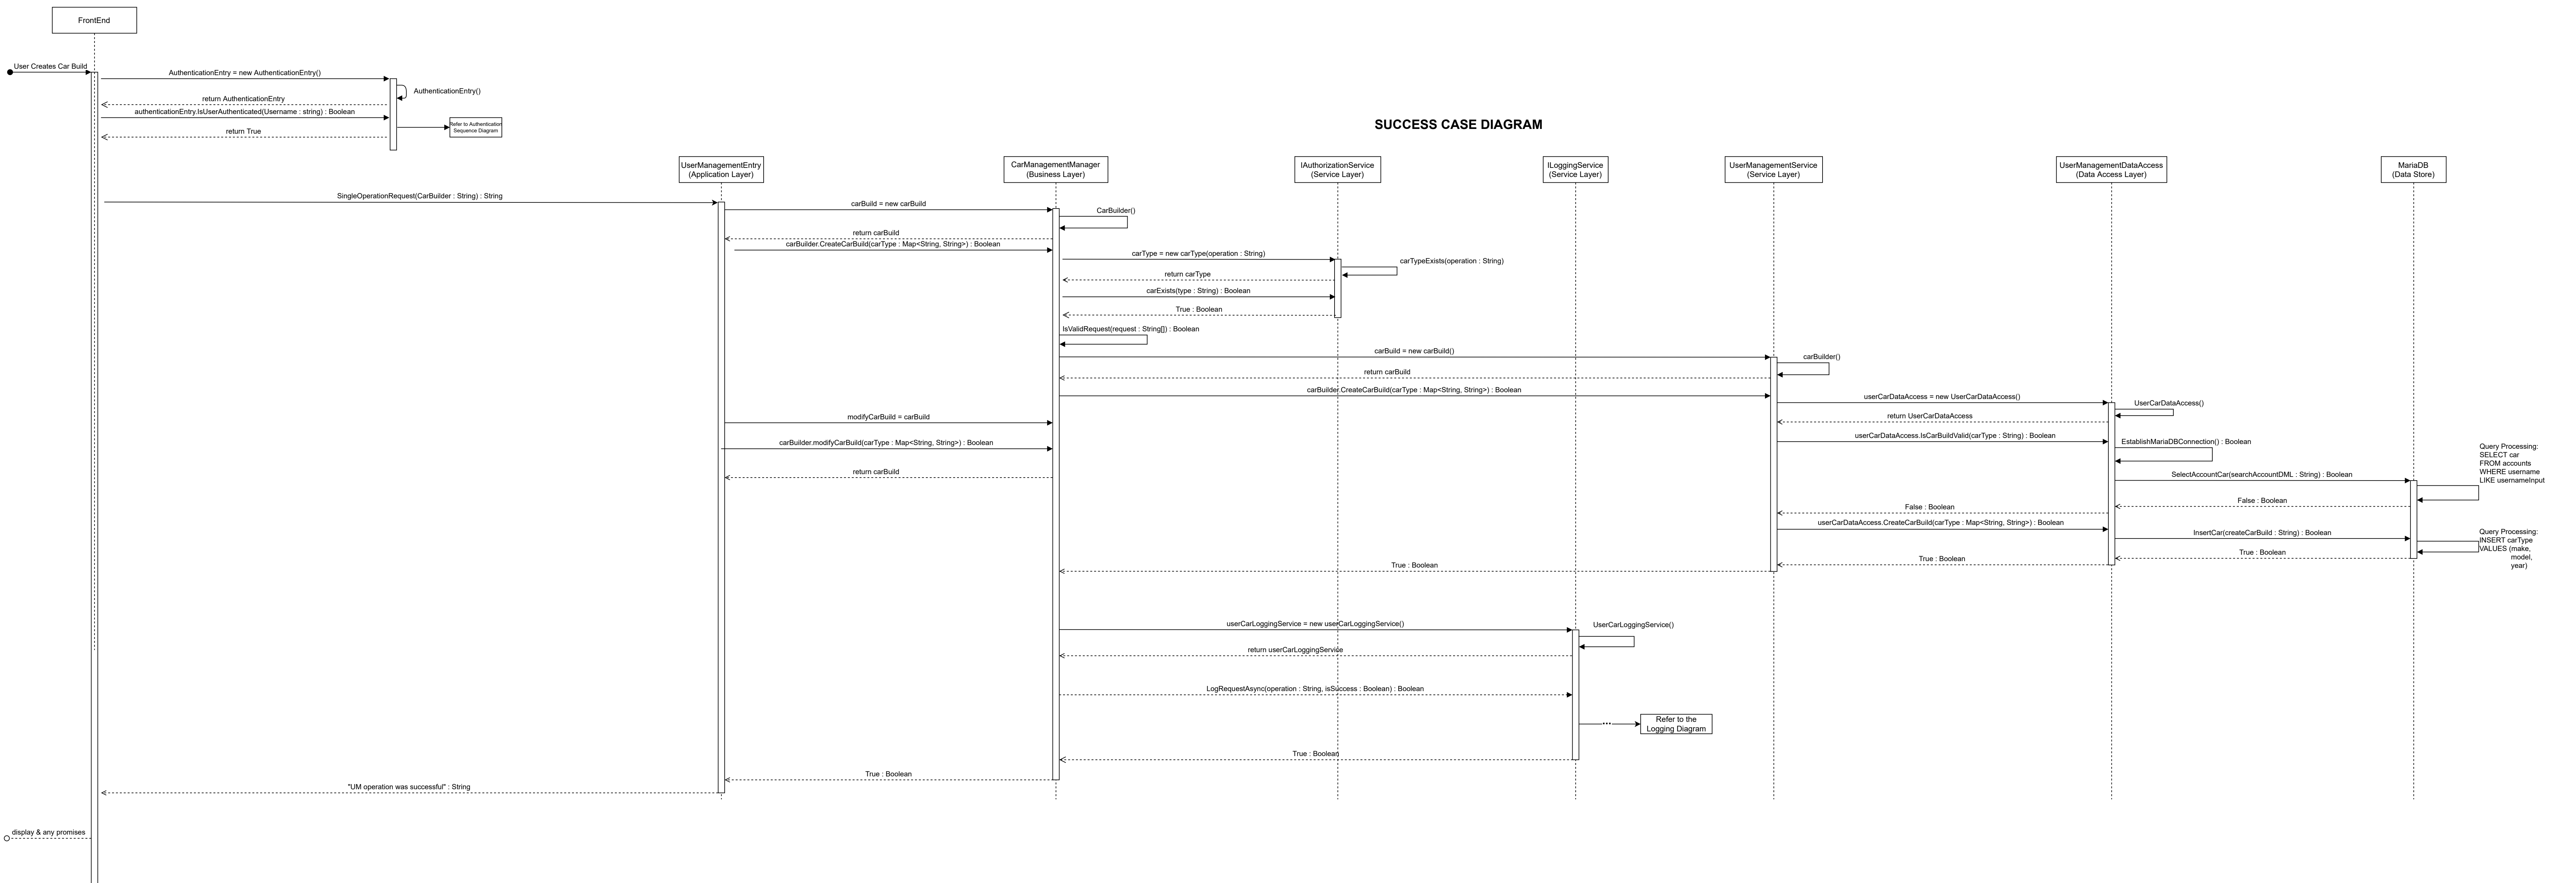 FrontEnd
User Creates Car Build
AuthenticationEntry = new AuthenticationEntry()
AuthenticationEntry()
return AuthenticationEntry
authenticationEntry.IsUserAuthenticated(Username : string) : Boolean
Refer to Authentication
Sequence Diagram
return True
SUCCESS CASE DIAGRAM
UserManagementEntry
(Application Layer)
CarManagementManager
(Business Layer)
IAuthorizationService
(Service Layer)
ILoggingService
(Service Layer)
UserManagementService
(Service Layer)
UserManagementDataAccess
(Data Access Layer)
MariaDB
(Data Store)
SingleOperationRequest(CarBuilder : String) : String
carBuild = new carBuild
CarBuilder()
return carBuild
carBuilder.CreateCarBuild(carType : Map<String, String>) : Boolean
carType = new carType(operation : String)
carTypeExists(operation : String)
return carType
carExists(type : String) : Boolean
True : Boolean
IsValidRequest(request : String[]) : Boolean
carBuild = new carBuild()
carBuilder()
return carBuild
carBuilder.CreateCarBuild(carType : Map<String, String>) : Boolean
userCarDataAccess = new UserCarDataAccess()
UserCarDataAccess()
modifyCarBuild = carBuild
return UserCarDataAccess
userCarDataAccess.IsCarBuildValid(carType : String) : Boolean
carBuilder.modifyCarBuild(carType : Map<String, String>) : Boolean
EstablishMariaDBConnection() : Boolean
Query Processing:
SELECT car
FROM accounts
WHERE username
LIKE usernameInput
return carBuild
SelectAccountCar(searchAccountDML : String) : Boolean
False : Boolean
False : Boolean
userCarDataAccess.CreateCarBuild(carType : Map<String, String>) : Boolean
InsertCar(createCarBuild : String) : Boolean
Query Processing:
INSERT carType
VALUES (make,
model,
year)
True : Boolean
True : Boolean
True : Boolean
userCarLoggingService = new userCarLoggingService()
UserCarLoggingService()
return userCarLoggingService
LogRequestAsync(operation : String, isSuccess : Boolean) : Boolean
...
Refer to the
Logging Diagram
True : Boolean
True : Boolean
"UM operation was successful" : String
display & any promises